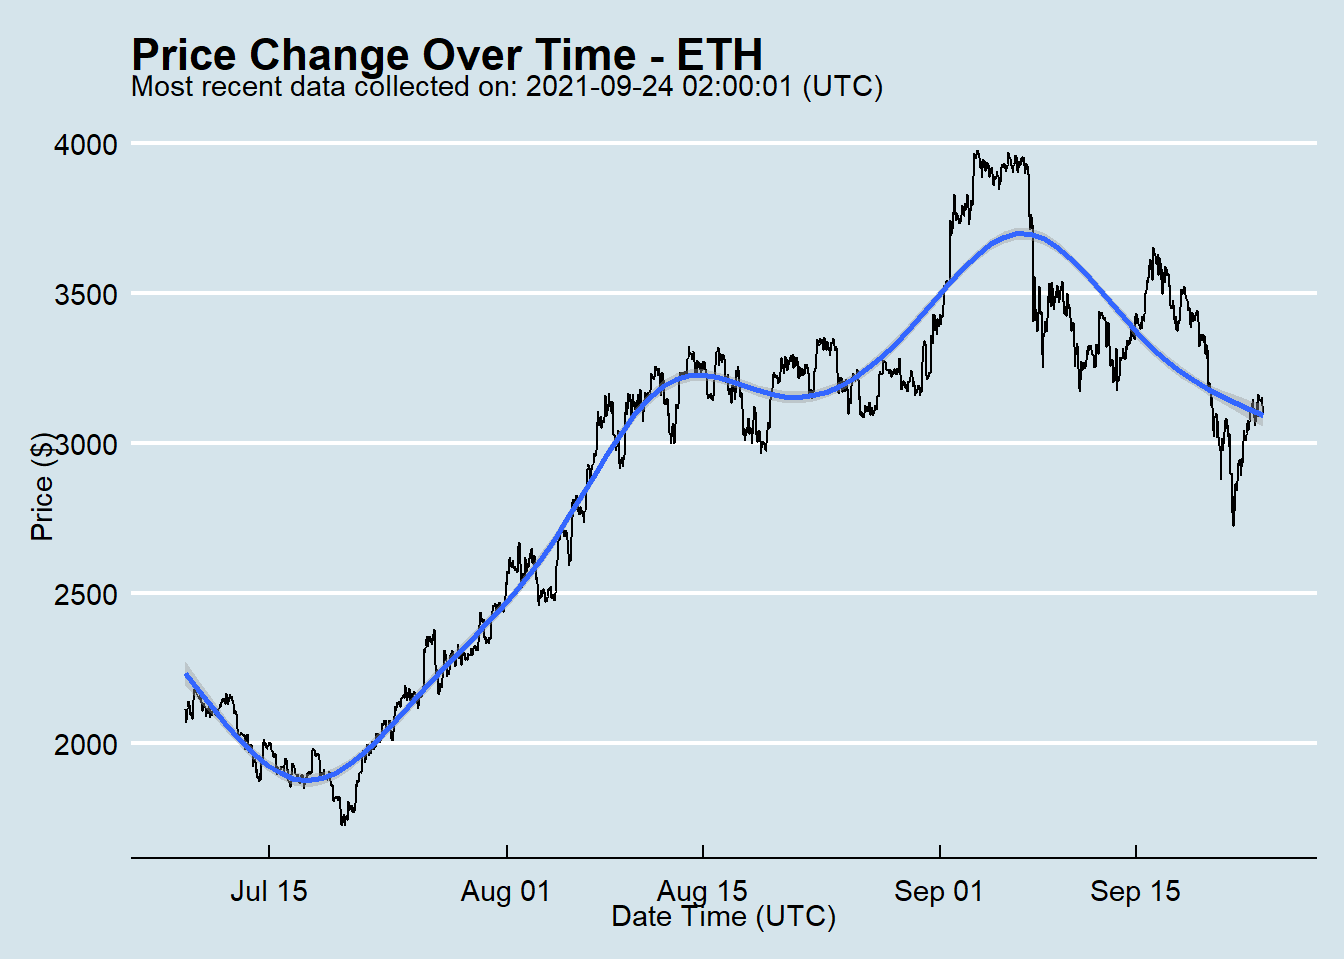 Price Change Over Time - ETH
Most recent data collected on: 2021-09-24 02:00:01 (UTC)
4000
3500
3000
2500
2000
Price ($)
Jul 15
Aug 01
Aug 15
Sep 01
Sep 15
Date Time (UTC)